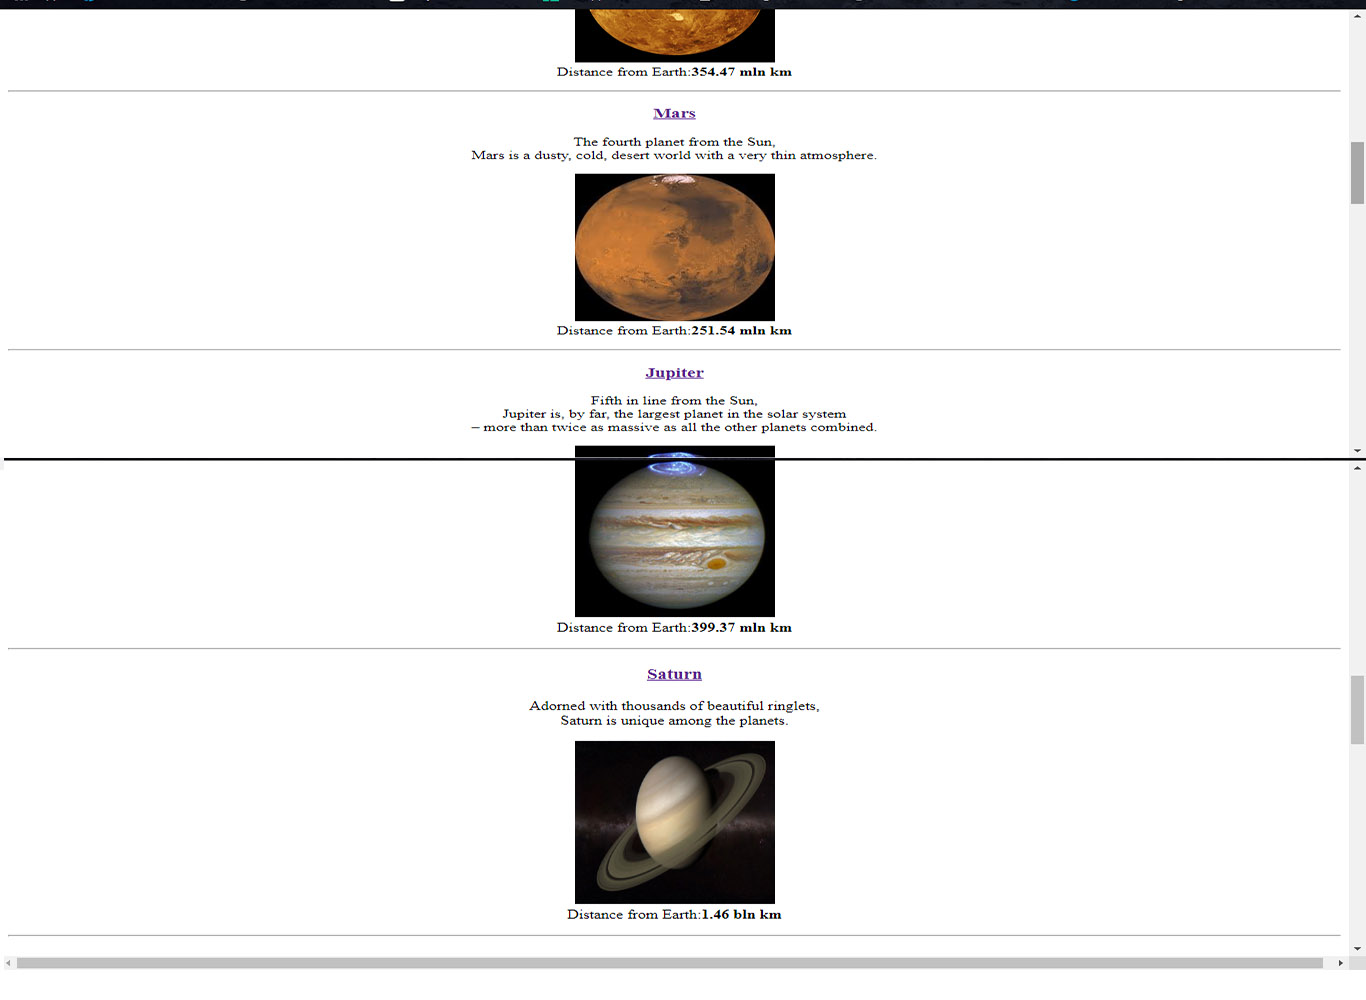 Distance from Earth:354.47 mln km
Mars
The fourth planet from the Sun,
Mars is a dusty, cold, desert world with a very thin atmosphere.
Distance from Earth:251.54 mln km
Jupiter
Fifth in line from the Sun,
Jupiter is, by far, the largest planet in the solar system
– more than twice as massive as all the other planets combined.
Distance from Earth:399.37 mln km
Saturn
Adorned with thousands of beautiful ringlets,
Saturn is unique among the planets.
Distance from Earth:1.46 bln km